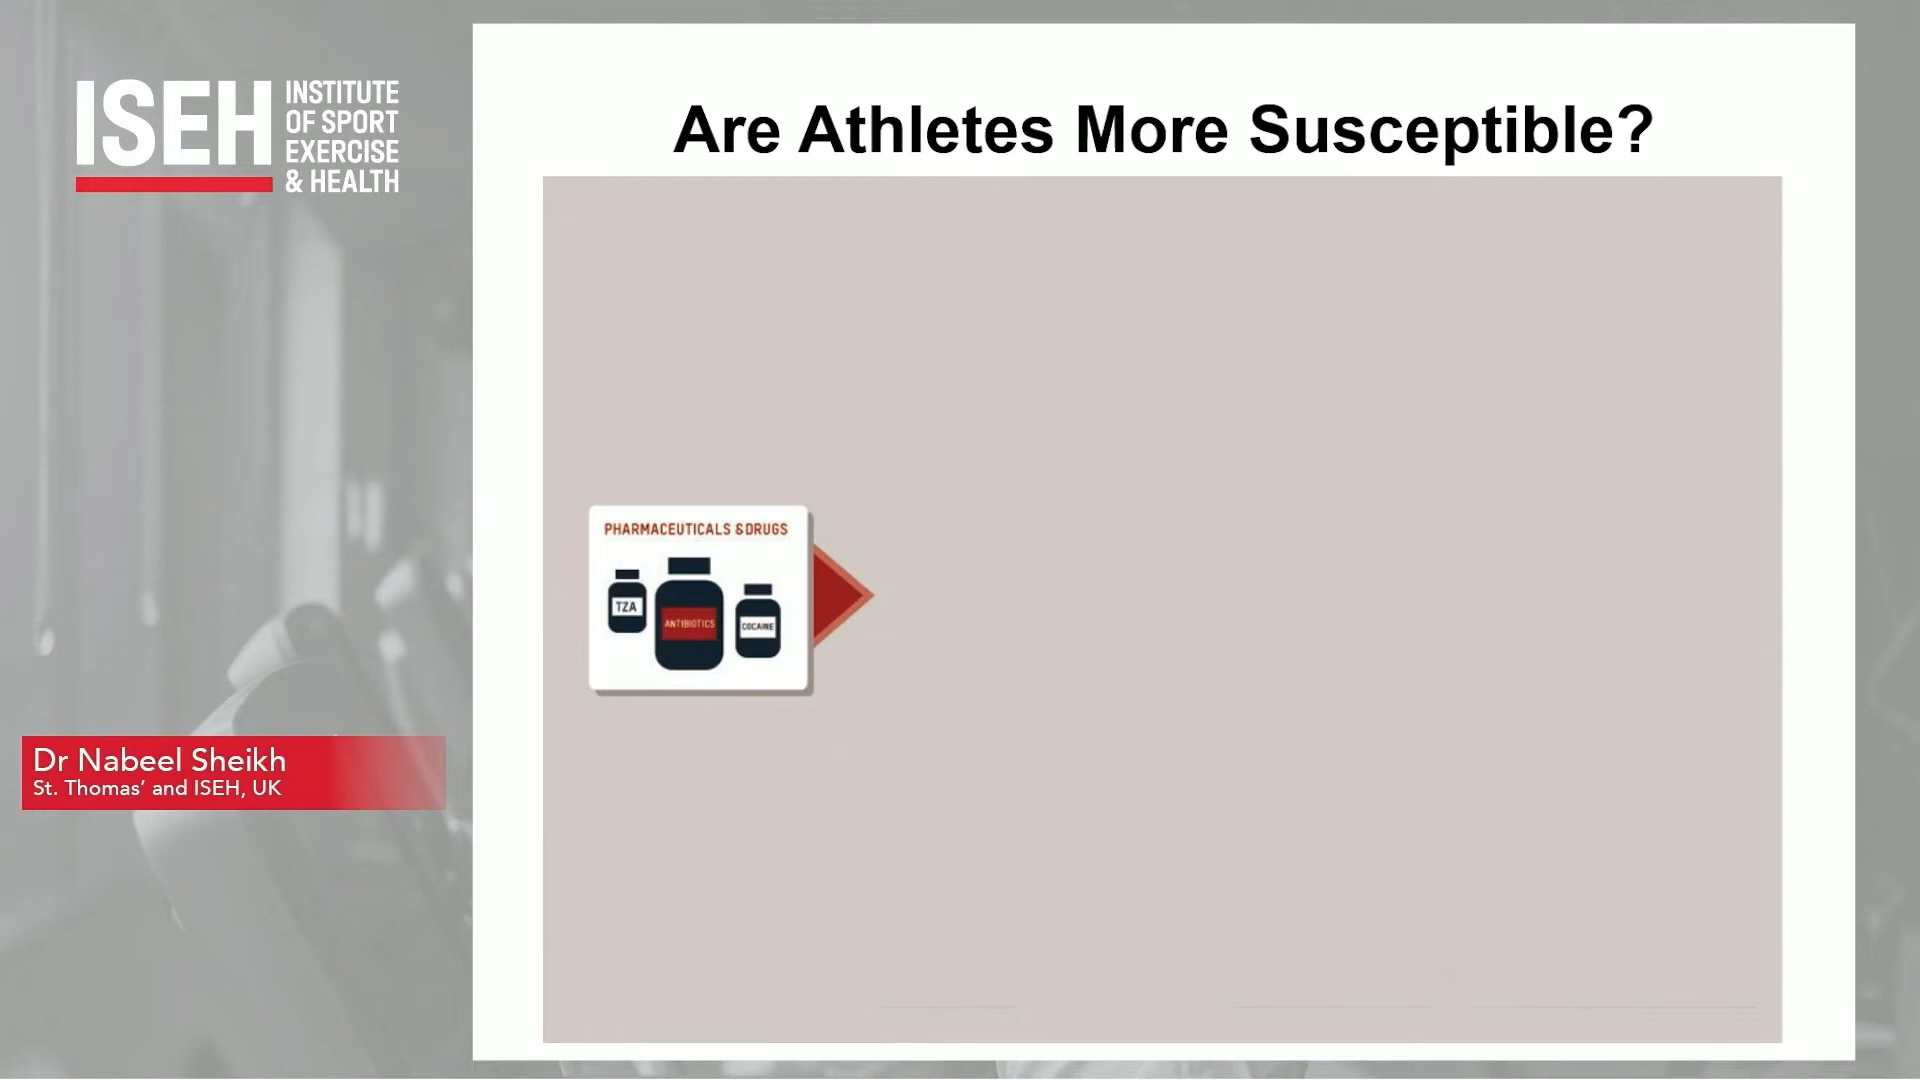 ISEH
INSTITUTE
OF SPORT
EXERCISE
& HEALTH
Are Athletes More Susceptible?
PHARMACEUTICALS & DRUGS
TZA
ANTIBIOTICS
COCAINE
Dr Nabeel Sheikh
St. Thomas’ and ISEH, UK